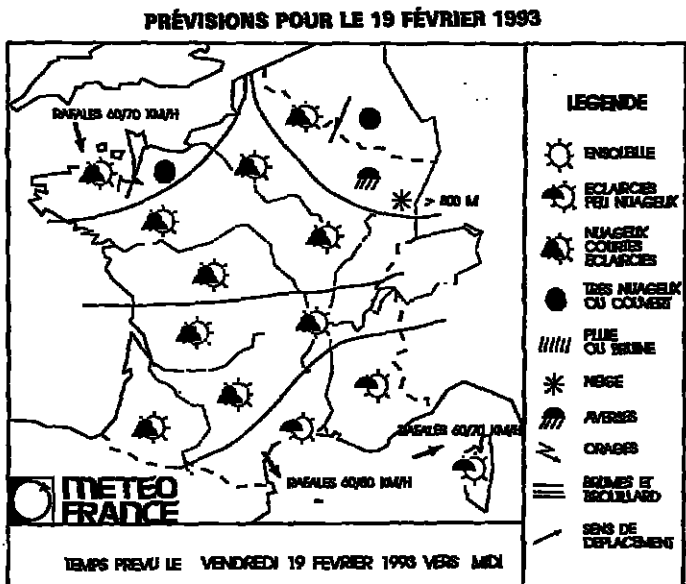 PRÉVISIONS POUR LE 19 FÉVRIER 1993
RAFALES 60/70 KM/H
> 800 M
RAFALES 60/70 KM/H
RAFALES 60/80 KM/H
METEO
FRANCE
TEMPS PREVU LE VENDREDI 19 FEVRIER 1993 VERS MIDI
LEGENDE
ENSOLEILLE
ECLAIRCIES
PEU NUAGEUX
NUAGEUX
COURTES
ECLAIRCIES
TRES NUAGEUX
OU COUVERT
PLUIE
OU BRUINE
NEIGE
AVERSES
ORAGES
BRUMES ET
BROUILLARD
SENS DE
DEPLACEMENT